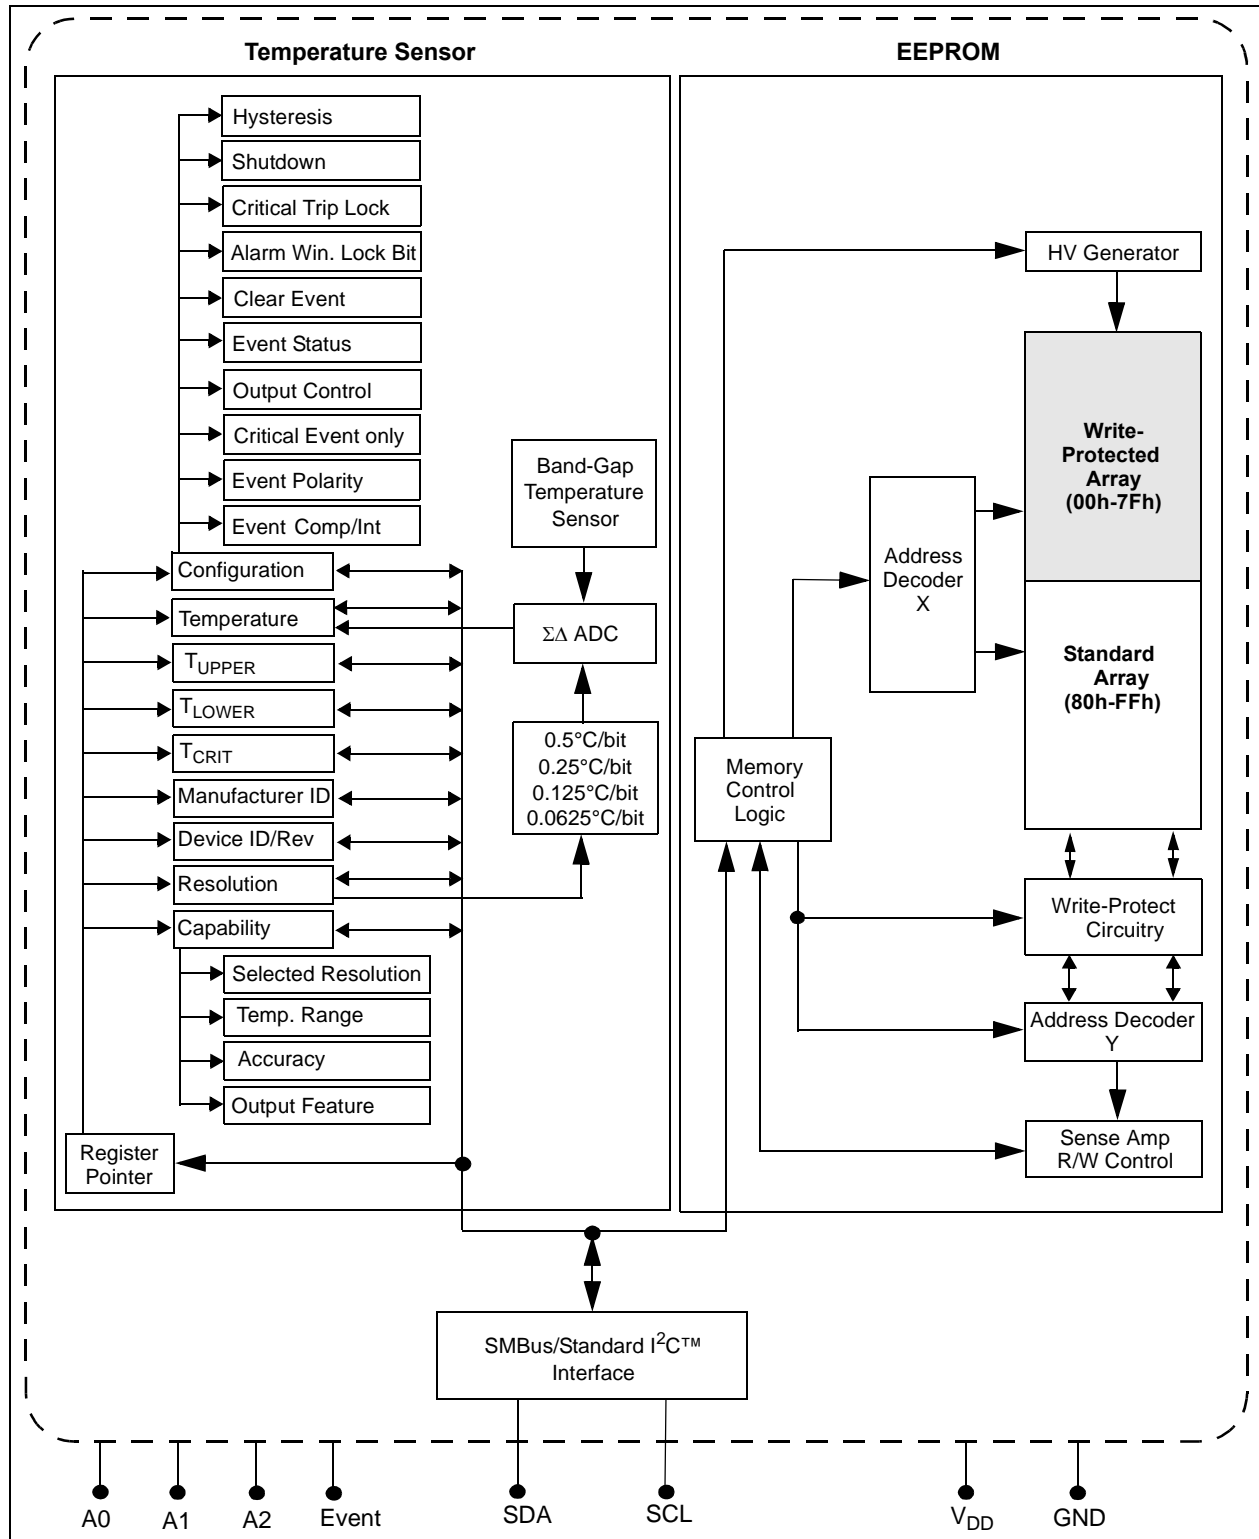 Temperature Sensor
Hysteresis
Shutdown
Critical Trip Lock
Alarm Win. Lock Bit
Clear Event
Event Status
Output Control
Critical Event only
Event Polarity
Event Comp/Int
Configuration
Temperature
TUPPER
TLOWER
TCRIT
Manufacturer ID
Device ID/Rev
Resolution
Capability
Selected Resolution
Temp. Range
Accuracy
Output Feature
Register
Pointer
Band-Gap
Temperature
Sensor
ΣΔ ADC
0.5°C/bit
0.25°C/bit
0.125°C/bit
0.0625°C/bit
EEPROM
HV Generator
Write-
Protected
Array
(00h-7Fh)
Address
Decoder
X
Standard
Array
(80h-FFh)
Memory
Control
Logic
Write-Protect
Circuitry
Address Decoder
Y
Sense Amp
R/W Control
SMBus/Standard I²C™
Interface
A0
A1
A2
Event
SDA
SCL
VDD
GND